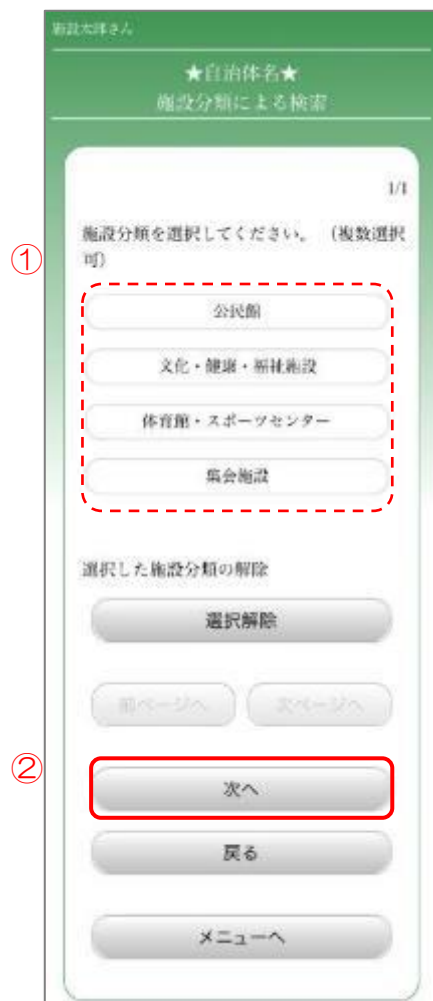 施設太郎さん
★自治体名★
施設分類による検索
1/1
施設分類を選択してください。（複数選択
可）
①
公民館
文化・健康・福祉施設
体育館・スポーツセンター
集会施設
選択した施設分類の解除
選択解除
前ページへ 次ページへ
②
次へ
戻る
メニューへ